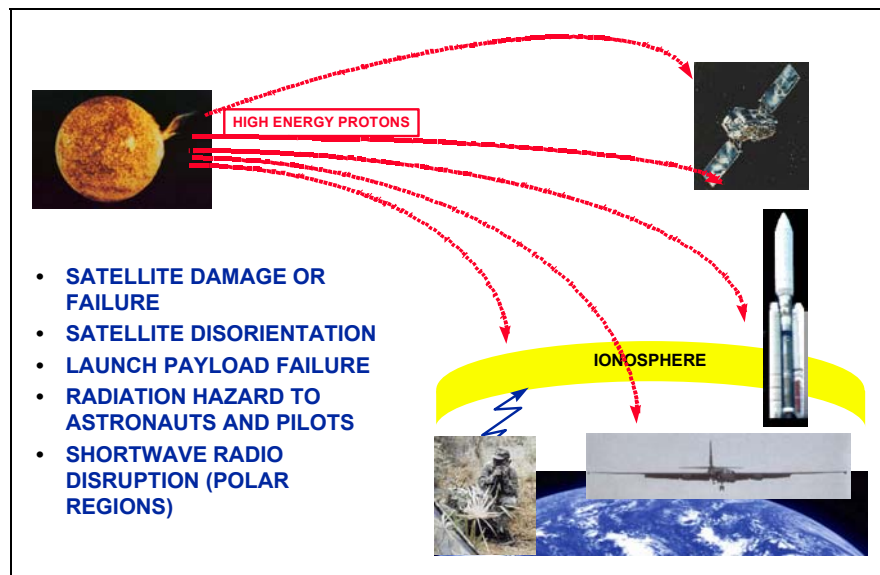 HIGH ENERGY PROTONS
• SATELLITE DAMAGE OR
FAILURE
• SATELLITE DISORIENTATION
• LAUNCH PAYLOAD FAILURE
• RADIATION HAZARD TO
ASTRONAUTS AND PILOTS
• SHORTWAVE RADIO
DISRUPTION (POLAR
REGIONS)
IONOSPHERE